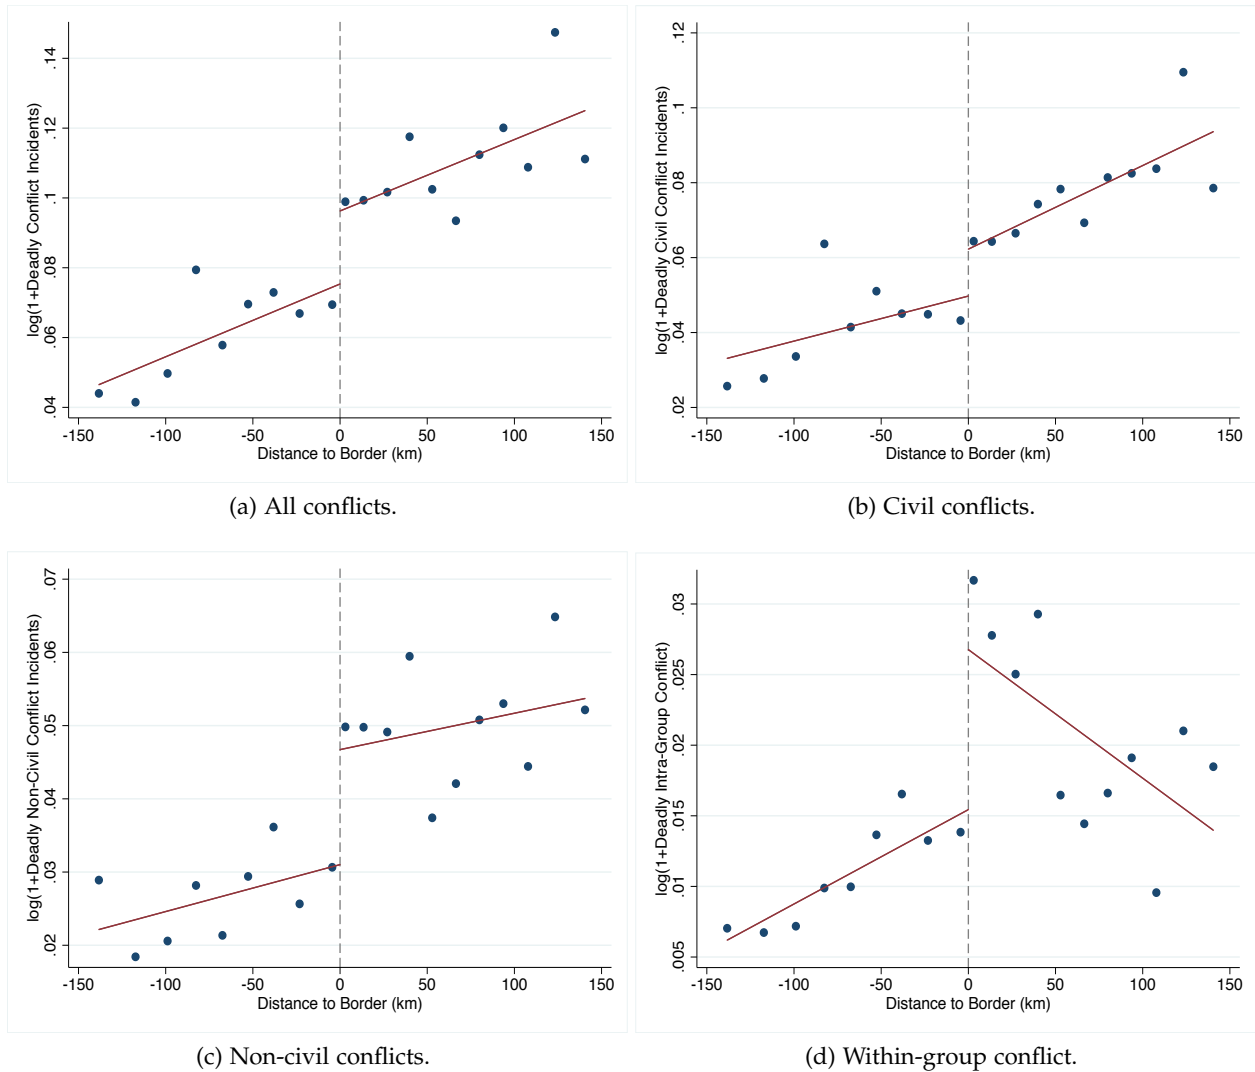 log(1+Deadly Conflict Incidents)
.14
.12
.1
.08
.06
.04
-150 -100 -50 0 50 100 150
Distance to Border (km)
(a) All conflicts.
log(1+Deadly Civil Conflict Incidents)
.12
.1
.08
.06
.04
.02
-150 -100 -50 0 50 100 150
Distance to Border (km)
(b) Civil conflicts.
log(1+Deadly Non-Civil Conflict Incidents)
.07
.06
.05
.04
.03
.02
-150 -100 -50 0 50 100 150
Distance to Border (km)
(c) Non-civil conflicts.
log(1+Deadly Intra-Group Conflict)
.03
.025
.02
.015
.01
.005
-150 -100 -50 0 50 100 150
Distance to Border (km)
(d) Within-group conflict.